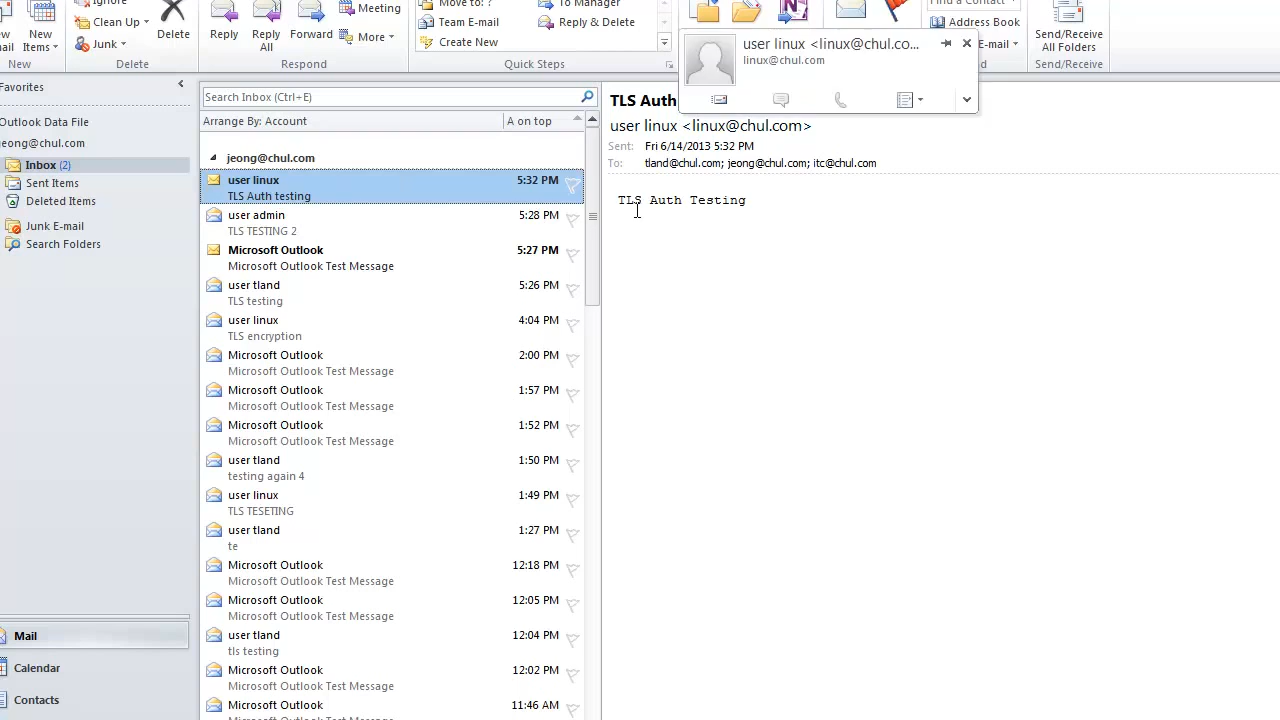 Ignore
Clean Up
Junk
Delete
Delete
New
Items
New
Reply
Reply
All
Forward
Meeting
More
Respond
Move to: ?
Team E-mail
Create New
To Manager
Reply & Delete
Quick Steps
Find a Contact
Address Book
Send/Receive
All Folders
Send/Receive
user linux <linux@chul.co...
linux@chul.com
Favorites
Outlook Data File
jeong@chul.com
Inbox (2)
Sent Items
Deleted Items
Junk E-mail
Search Folders
Mail
Calendar
Contacts
Search Inbox (Ctrl+E)
Arrange By: Account
A on top
jeong@chul.com
user linux 5:32 PM
TLS Auth testing
user admin 5:28 PM
TLS TESTING 2
Microsoft Outlook 5:27 PM
Microsoft Outlook Test Message
user tland 5:26 PM
TLS testing
user linux 4:04 PM
TLS encryption
Microsoft Outlook 2:00 PM
Microsoft Outlook Test Message
Microsoft Outlook 1:57 PM
Microsoft Outlook Test Message
Microsoft Outlook 1:52 PM
Microsoft Outlook Test Message
user tland 1:50 PM
testing again 4
user linux 1:49 PM
TLS TESETING
user tland 1:27 PM
te
Microsoft Outlook 12:18 PM
Microsoft Outlook Test Message
Microsoft Outlook 12:05 PM
Microsoft Outlook Test Message
user tland 12:04 PM
tls testing
Microsoft Outlook 12:02 PM
Microsoft Outlook Test Message
Microsoft Outlook 11:46 AM
TLS Auth
user linux <linux@chul.com>
Sent: Fri 6/14/2013 5:32 PM
To: tland@chul.com; jeong@chul.com; itc@chul.com
TLS Auth Testing